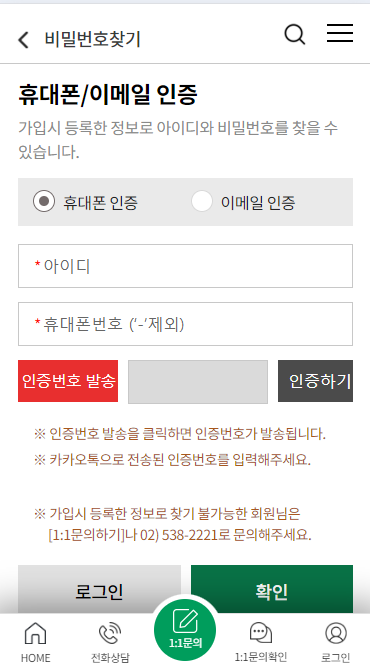 비밀번호찾기
휴대폰/이메일 인증
가입시 등록한 정보로 아이디와 비밀번호를 찾을 수
있습니다.
휴대폰 인증 이메일 인증
*아이디
*휴대폰번호 (‘-’제외)
인증번호 발송 인증하기
※ 인증번호 발송을 클릭하면 인증번호가 발송됩니다.
※ 카카오톡으로 전송된 인증번호를 입력해주세요.
※ 가입시 등록한 정보로 찾기 불가능한 회원님은
[1:1문의하기]나 02) 538-2221로 문의해주세요.
로그인 확인
HOME 전화상담 1:1문의 1:1문의확인 로그인